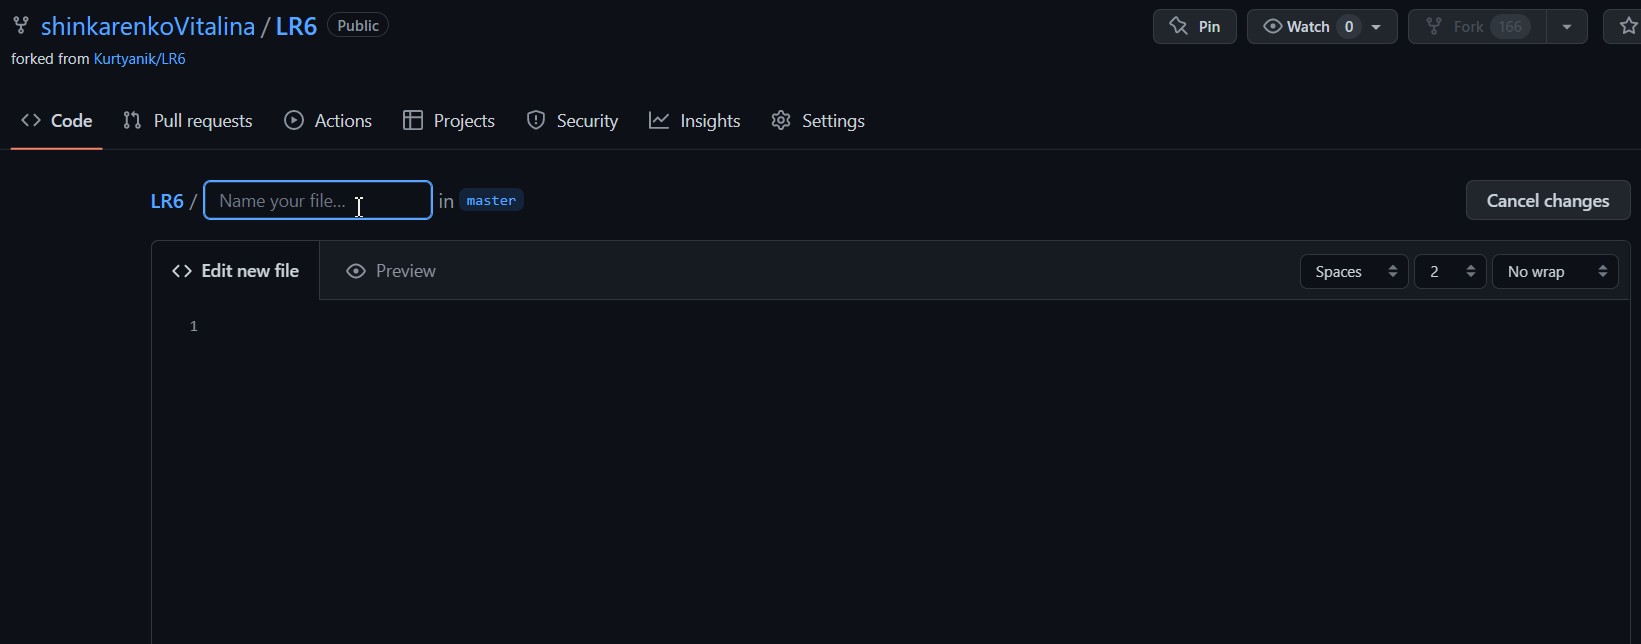 shinkarenkoVitalina / LR6 Public Pin Watch 0 Fork 166
forked from Kurtyanik/LR6
Code Pull requests Actions Projects Security Insights Settings
LR6 / Name your file... in master Cancel changes
Edit new file Preview Spaces 2 No wrap
1